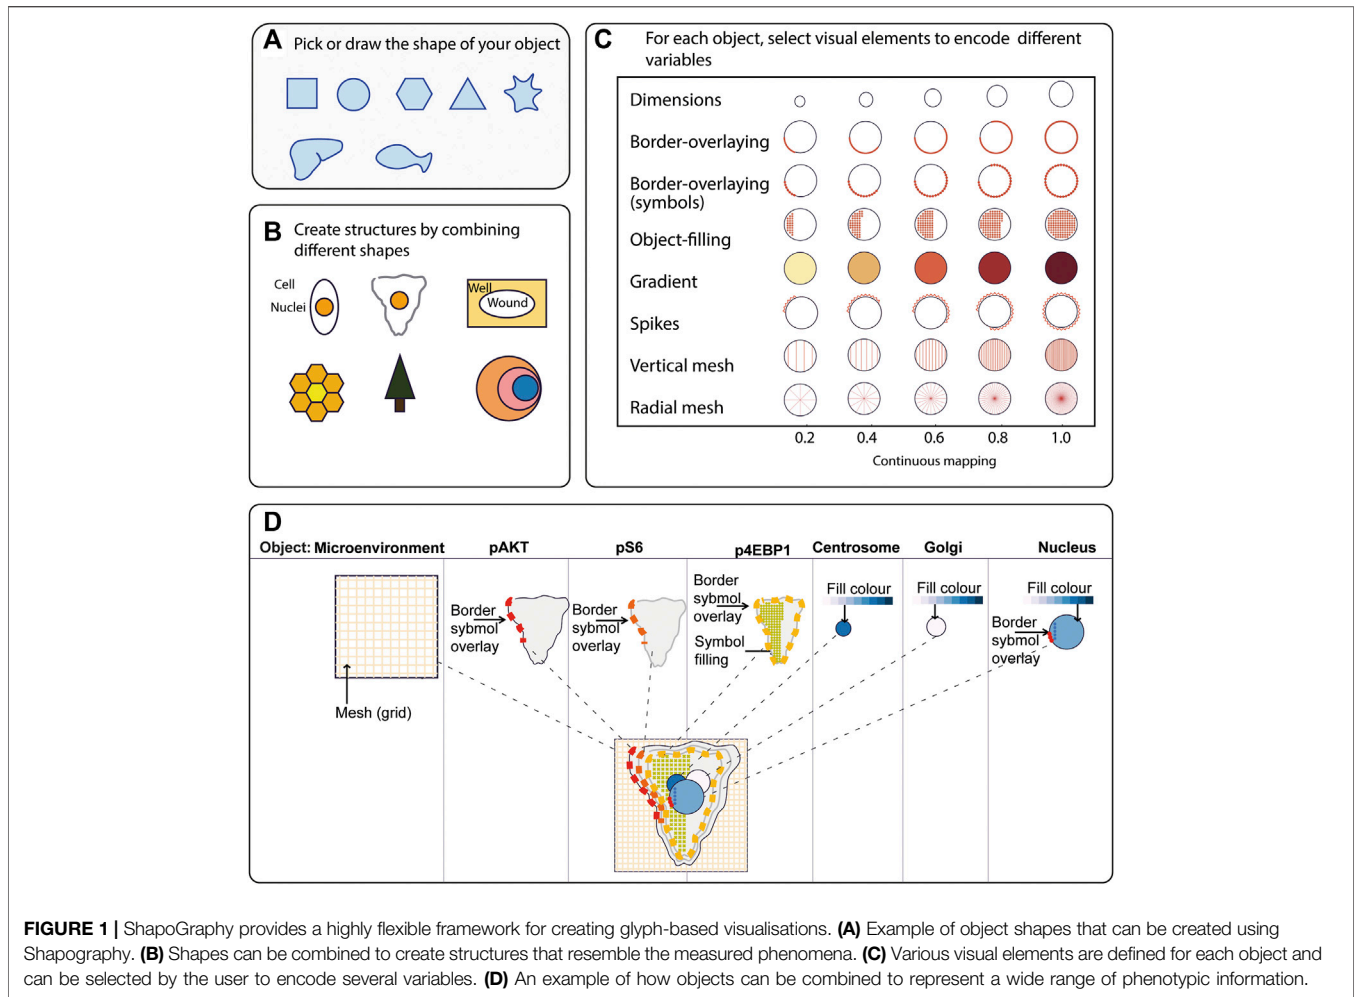 A Pick or draw the shape of your object
B Create structures by combining
different shapes
Cell
Nuclei
Well
Wound
C For each object, select visual elements to encode different
variables
Dimensions
Border-overlaying
Border-overlaying
(symbols)
Object-filling
Gradient
Spikes
Vertical mesh
Radial mesh
0.2 0.4 0.6 0.8 1.0
Continuous mapping
D
Object: Microenvironment pAKT pS6 p4EBP1 Centrosome Golgi Nucleus
Mesh (grid)
Border
sybmol
overlay
Border
sybmol
overlay
Border
sybmol
overlay
Symbol
filling
Fill colour
Fill colour
Fill colour
Border
sybmol
overlay
FIGURE 1 | ShapoGraphy provides a highly flexible framework for creating glyph-based visualisations. (A) Example of object shapes that can be created using
Shapography. (B) Shapes can be combined to create structures that resemble the measured phenomena. (C) Various visual elements are defined for each object and
can be selected by the user to encode several variables. (D) An example of how objects can be combined to represent a wide range of phenotypic information.